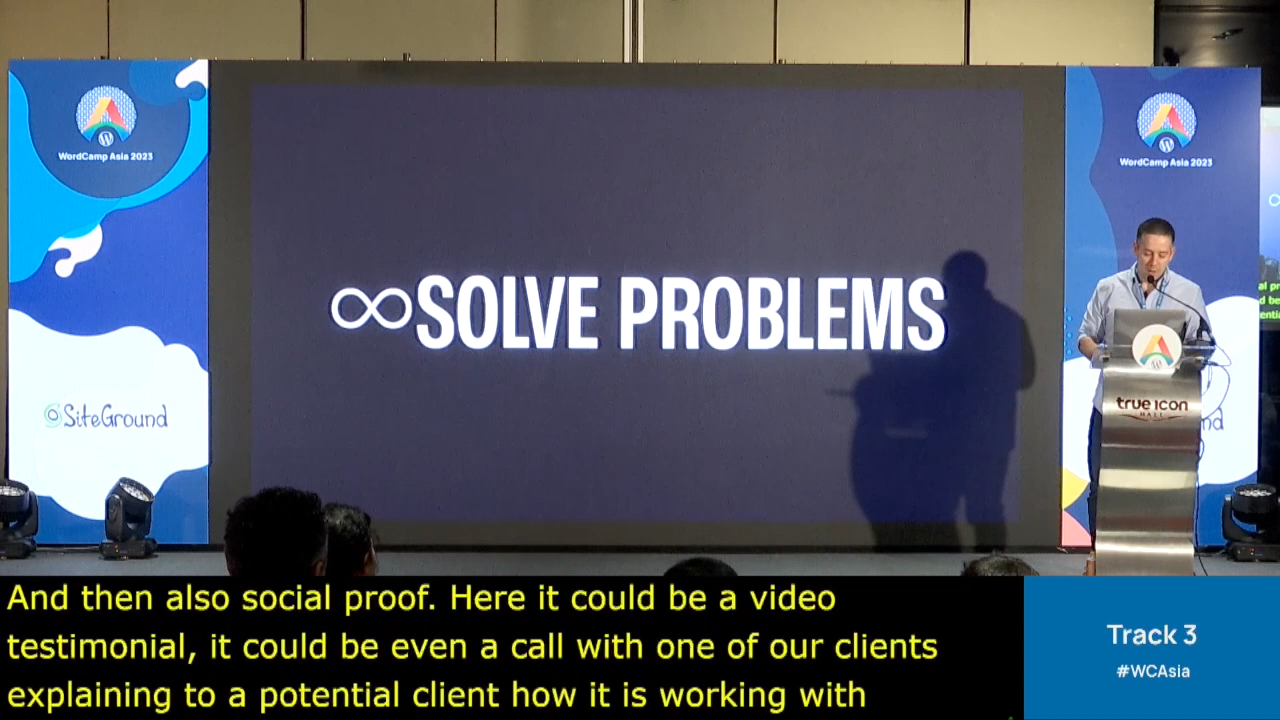 WordCamp Asia 2023
WordCamp Asia 2023
∞SOLVE PROBLEMS
SiteGround
true icon
HALL
And then also social proof. Here it could be a video
testimonial, it could be even a call with one of our clients
explaining to a potential client how it is working with
Track 3
#WCAsia